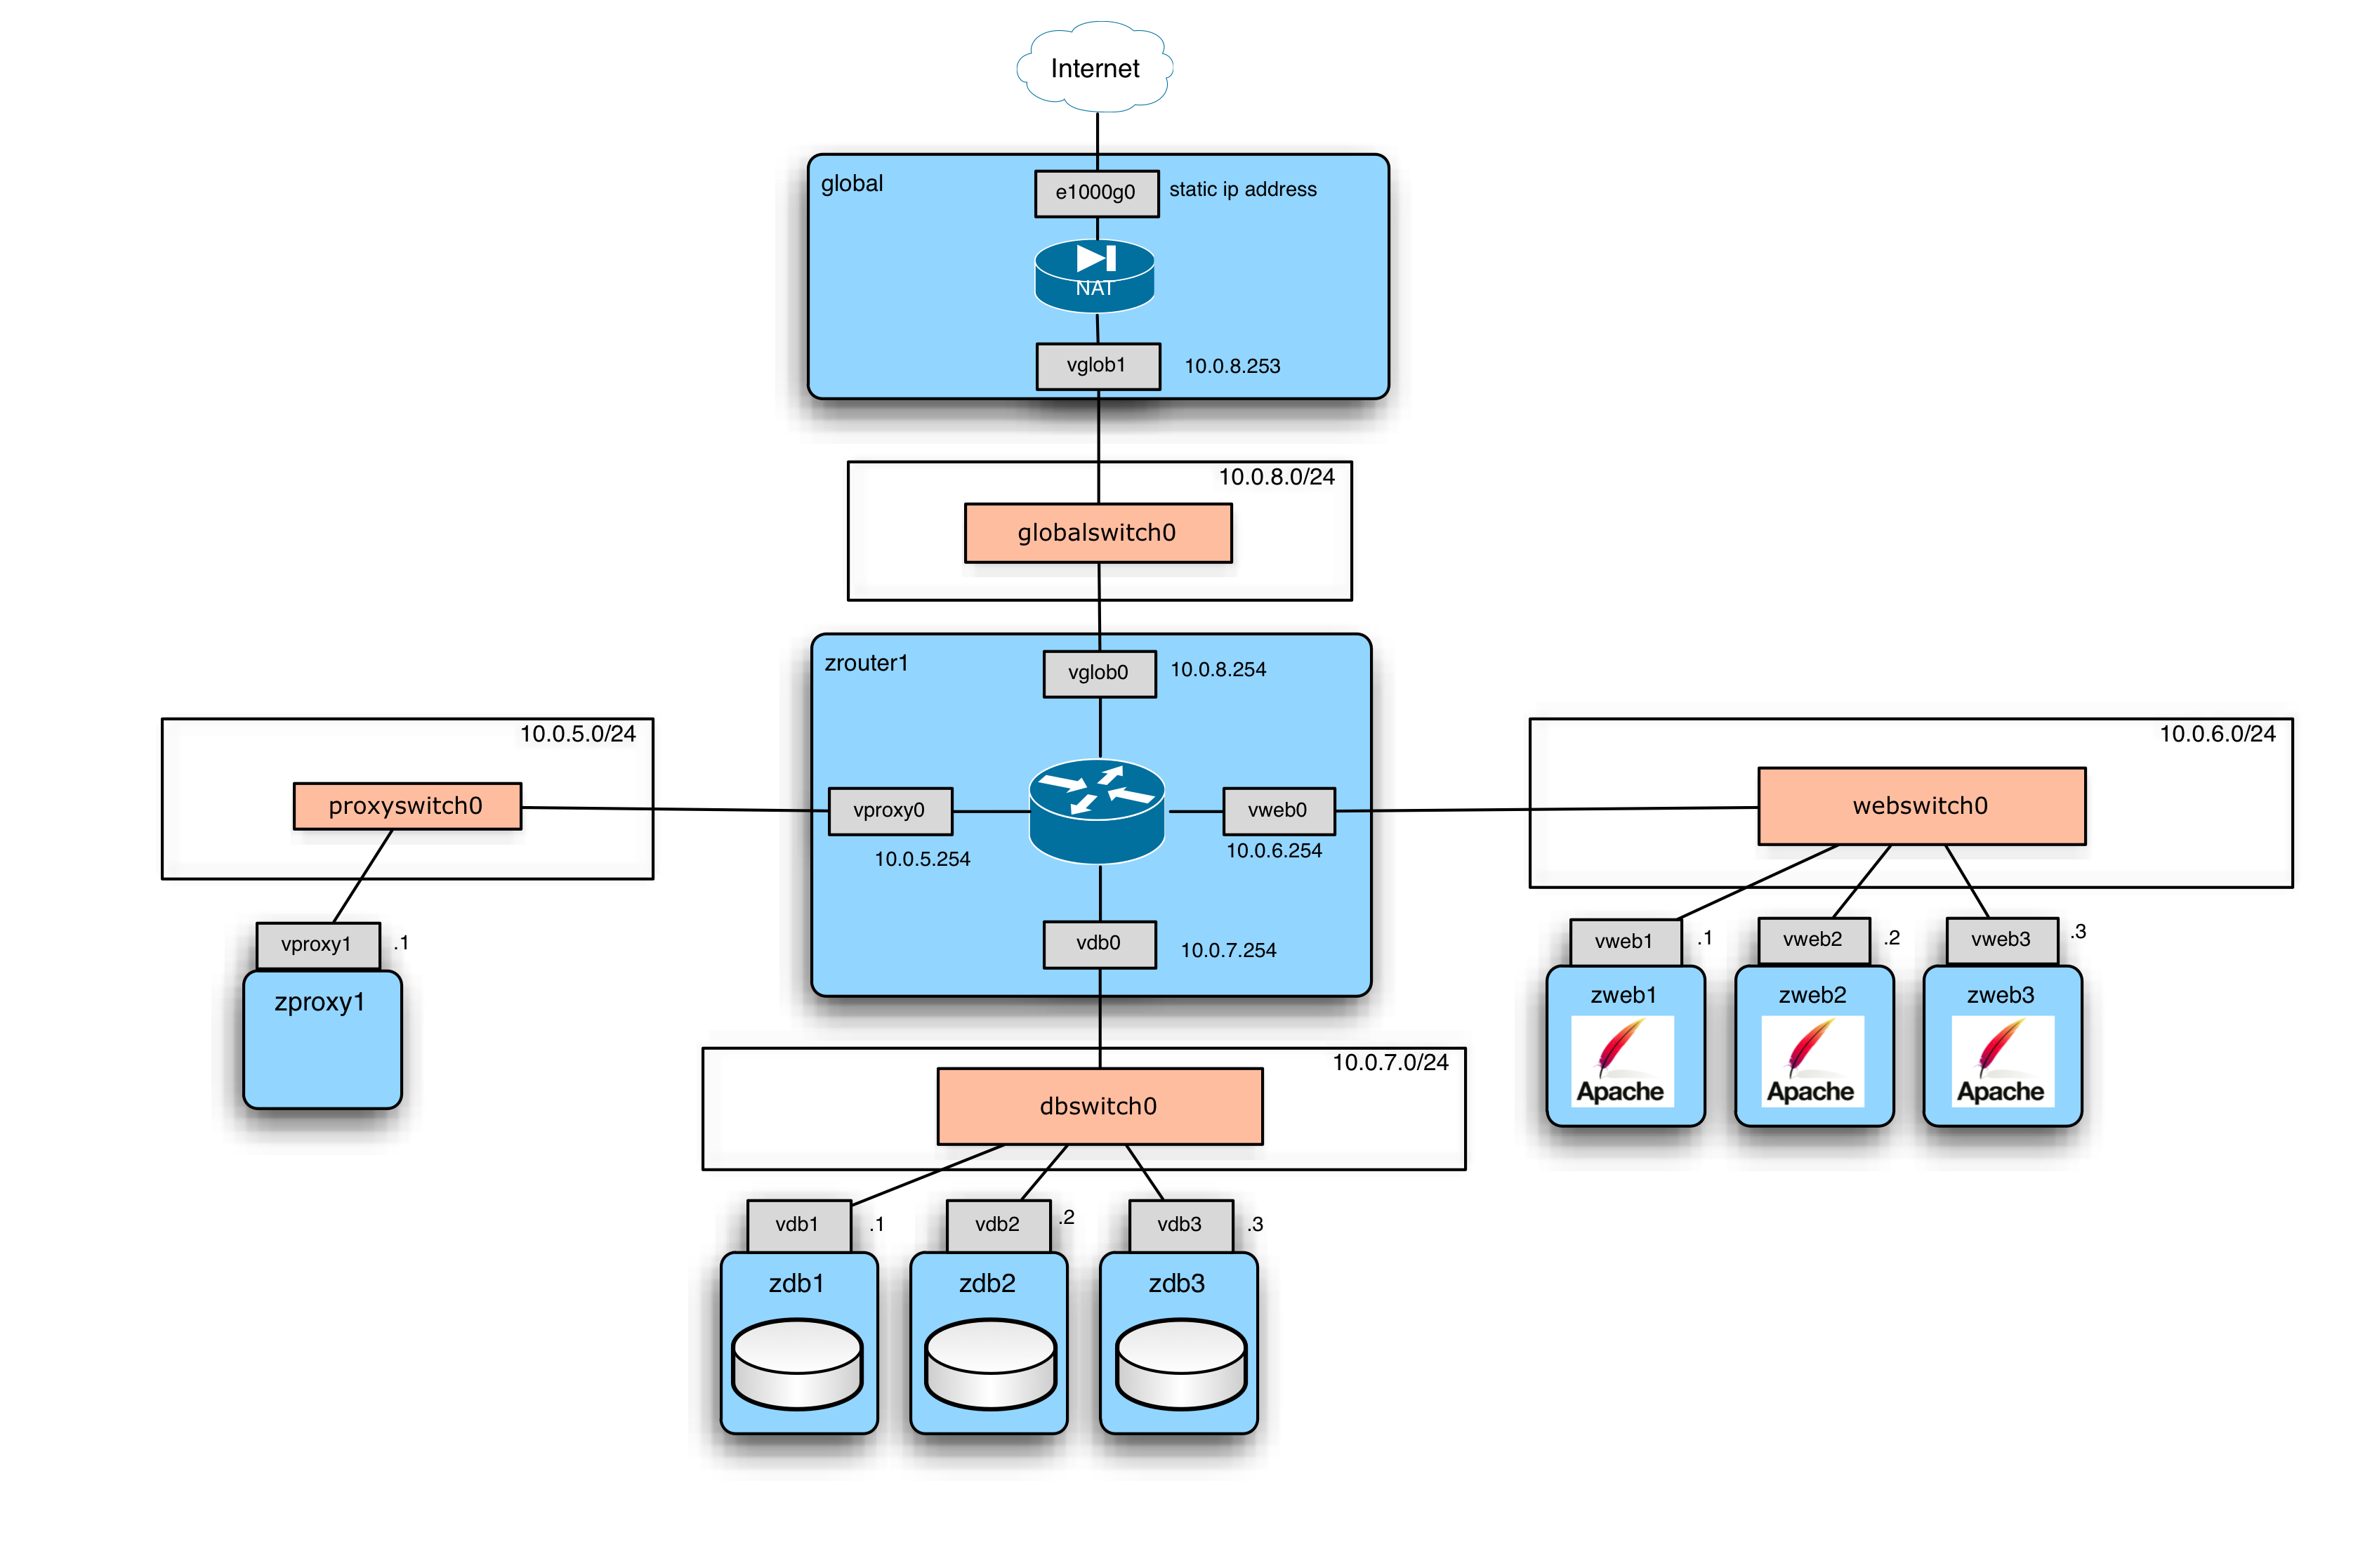 Internet
global
e1000g0
static ip address
NAT
vglob1
10.0.8.253
10.0.8.0/24
globalswitch0
zrouter1
vglob0
10.0.8.254
10.0.5.0/24
proxyswitch0
vproxy0
10.0.5.254
vweb0
10.0.6.254
10.0.6.0/24
webswitch0
vdb0
10.0.7.254
vproxy1
.1
zproxy1
vweb1
.1
vweb2
.2
vweb3
.3
zweb1
zweb2
zweb3
Apache
Apache
Apache
10.0.7.0/24
dbswitch0
vdb1
.1
vdb2
.2
vdb3
.3
zdb1
zdb2
zdb3